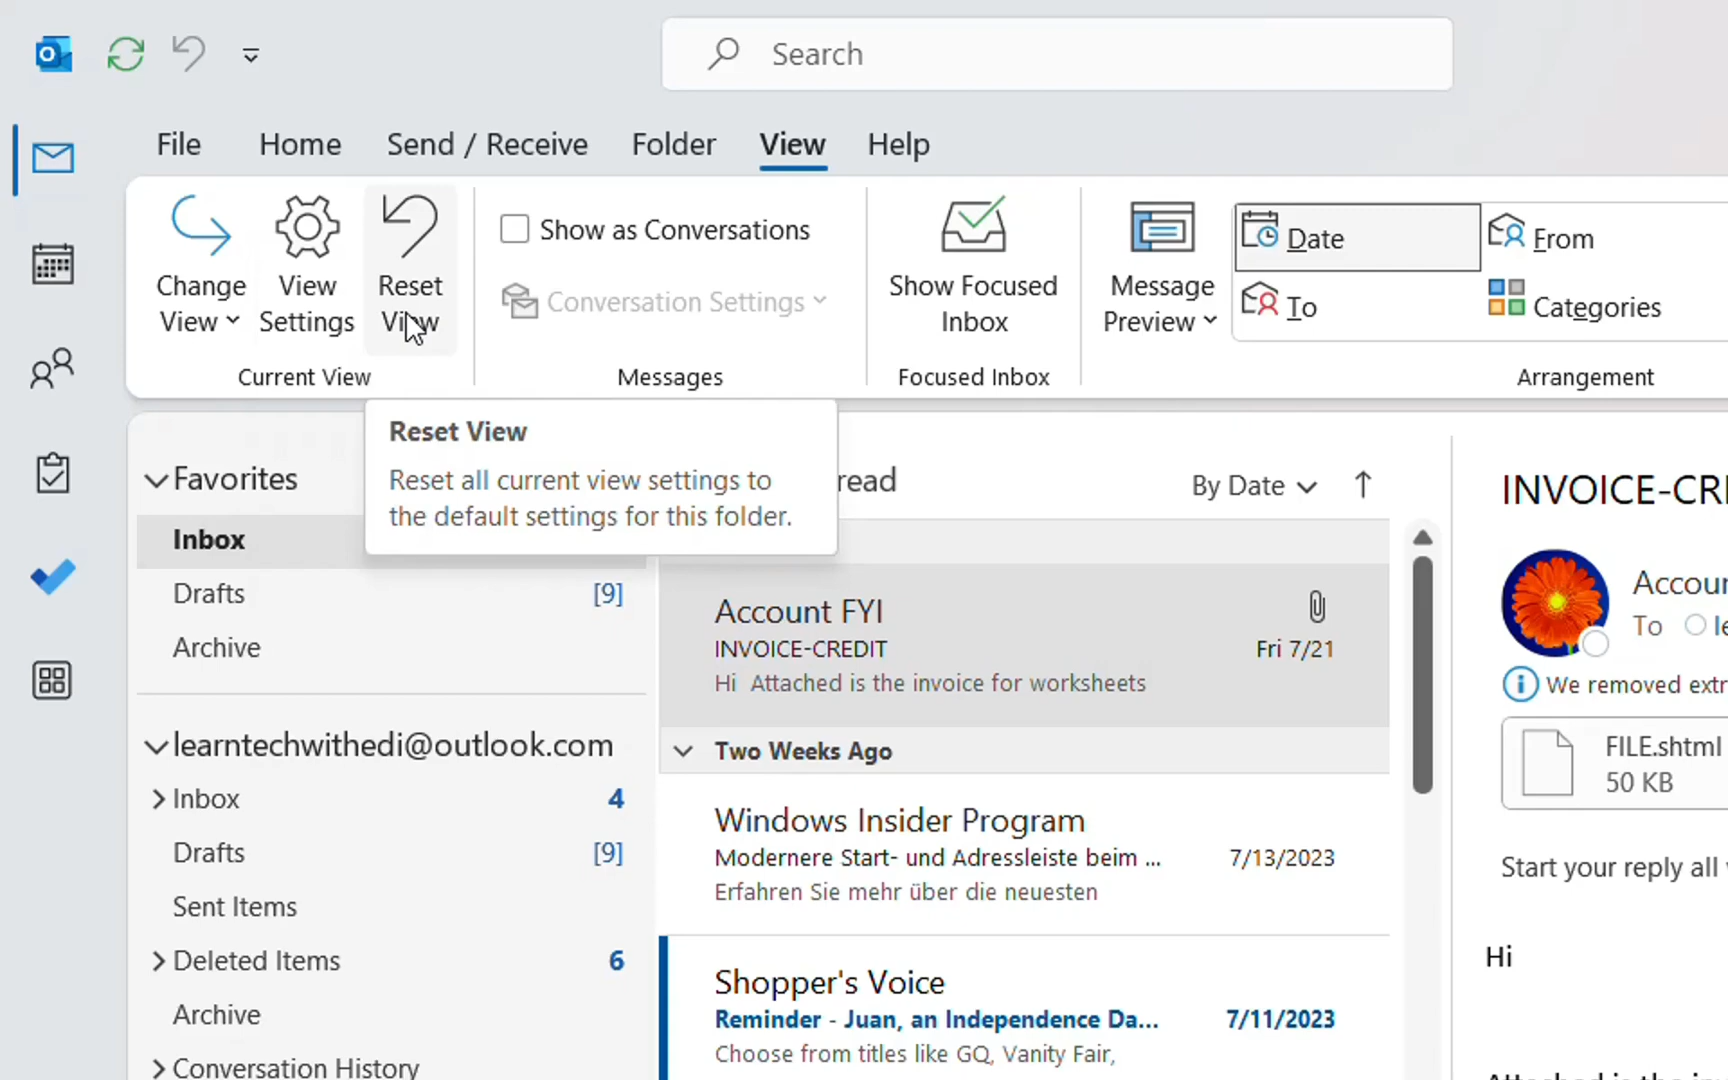 Search
File Home Send / Receive Folder View Help
Change View
View Settings
Reset View
Current View
Show as Conversations
Conversation Settings
Messages
Show Focused Inbox
Focused Inbox
Message Preview
Date
From
To
Categories
Arrangement
Reset View
Reset all current view settings to
the default settings for this folder.
Favorites
Inbox
Drafts [9]
Archive
learntechwithedi@outlook.com
Inbox 4
Drafts [9]
Sent Items
Deleted Items 6
Archive
Conversation History
By Date
Account FYI
INVOICE-CREDIT Fri 7/21
Hi Attached is the invoice for worksheets
Two Weeks Ago
Windows Insider Program
Modernere Start- und Adressleiste beim ... 7/13/2023
Erfahren Sie mehr über die neuesten
Shopper's Voice
Reminder - Juan, an Independence Da... 7/11/2023
Choose from titles like GQ, Vanity Fair,
INVOICE-CR
Accou
To le
We removed extr
FILE.shtml
50 KB
Start your reply all
Hi